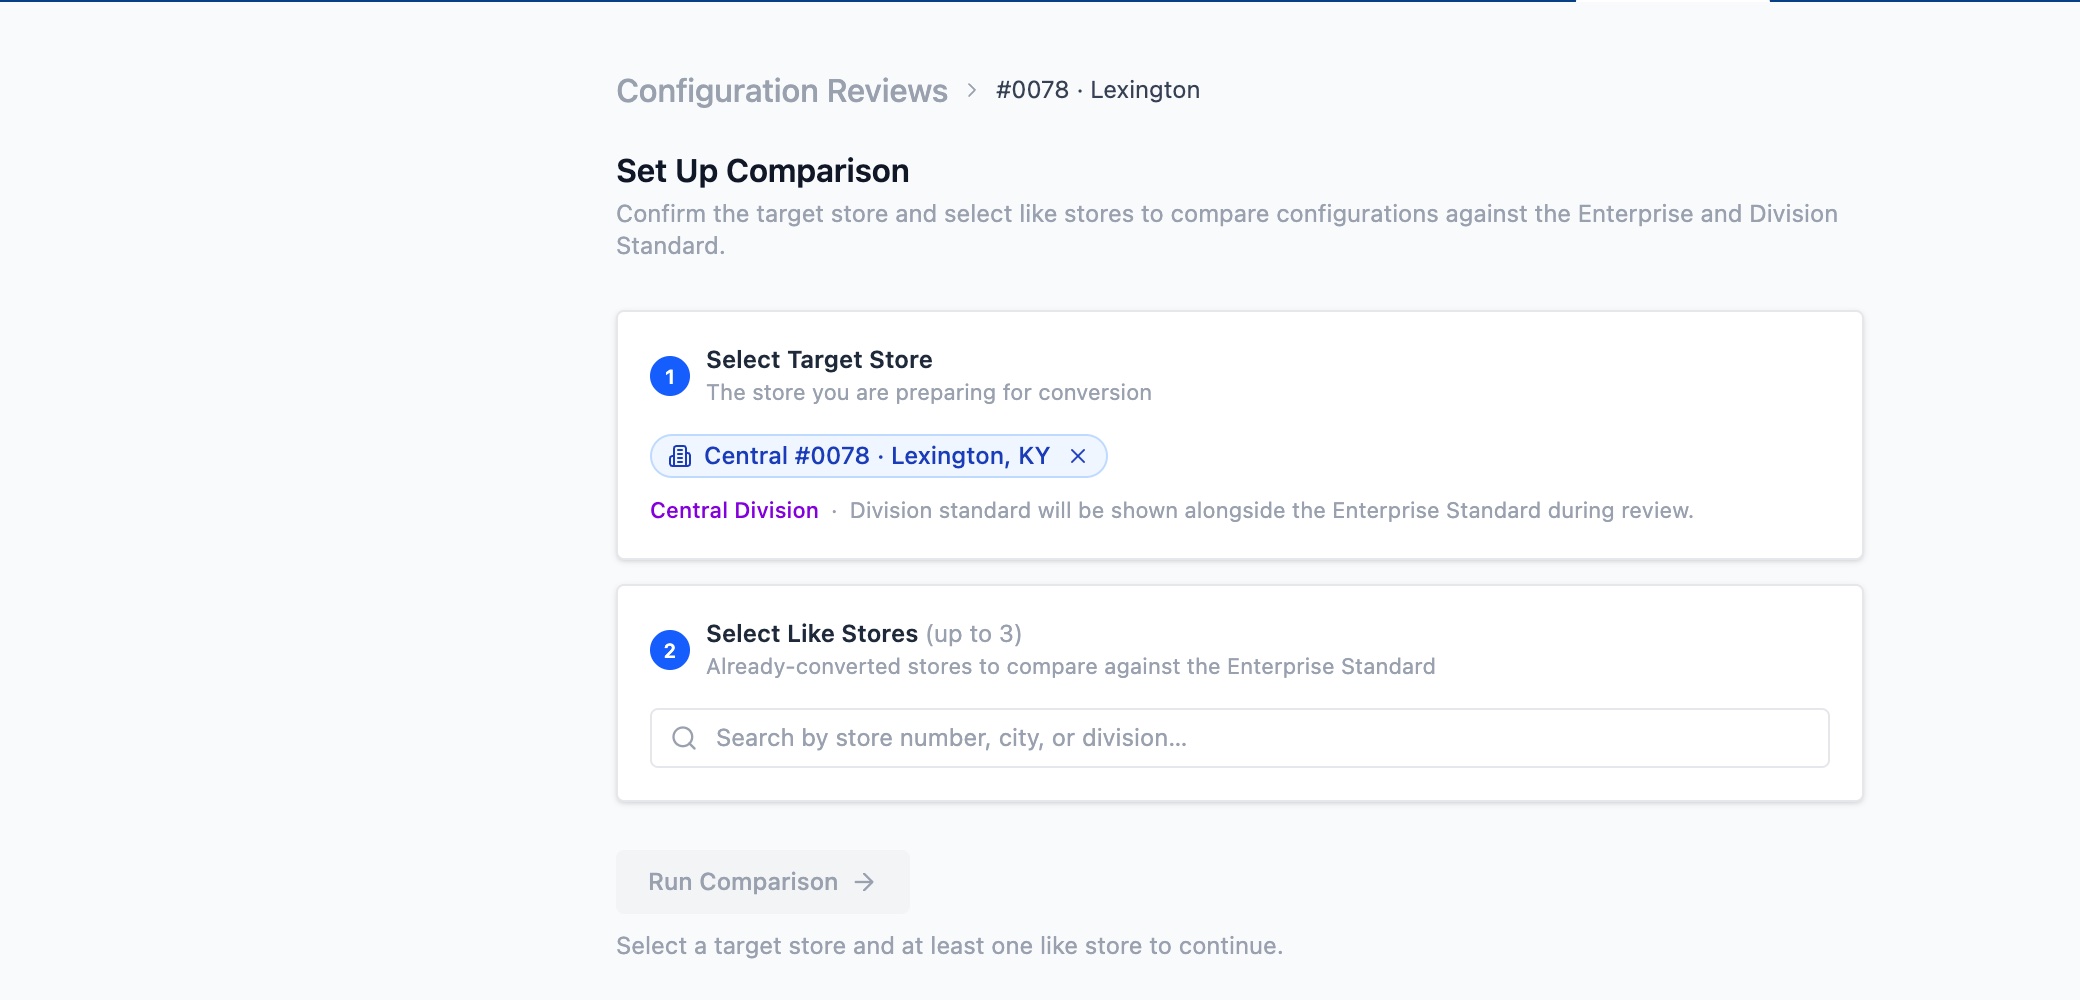 Configuration Reviews > #0078 · Lexington
Set Up Comparison
Confirm the target store and select like stores to compare configurations against the Enterprise and Division
Standard.
1
Select Target Store
The store you are preparing for conversion
Central #0078 · Lexington, KY ×
Central Division · Division standard will be shown alongside the Enterprise Standard during review.
2
Select Like Stores (up to 3)
Already-converted stores to compare against the Enterprise Standard
Search by store number, city, or division...
Run Comparison →
Select a target store and at least one like store to continue.